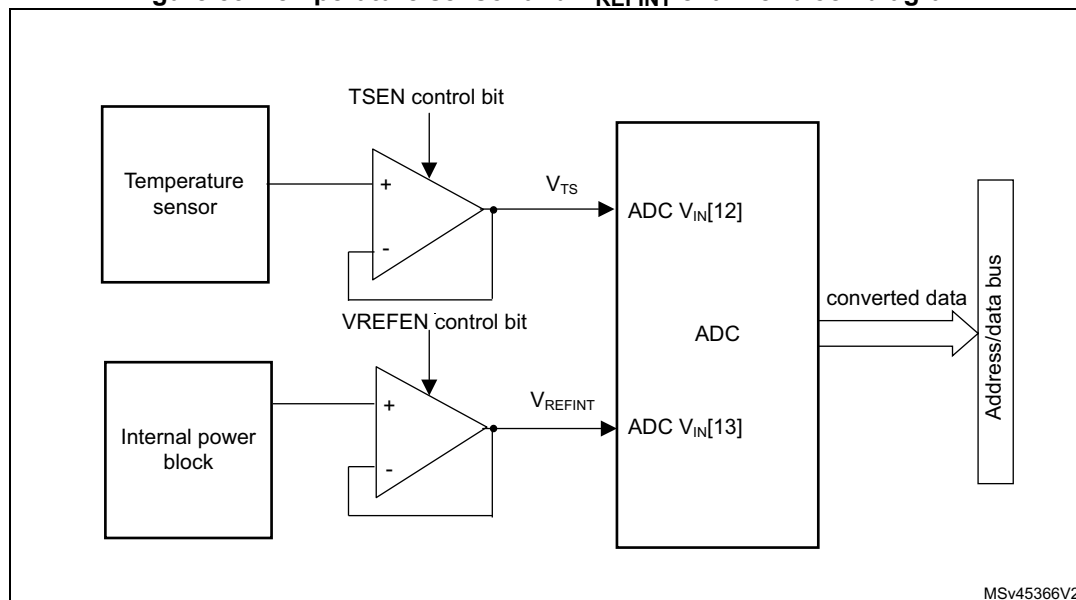 TSEN control bit
Temperature
sensor
+
-
V_TS
ADC V_IN[12]
converted data
Address/data bus
VREFEN control bit
ADC
Internal power
block
+
-
V_REFINT
ADC V_IN[13]
MSv45366V2